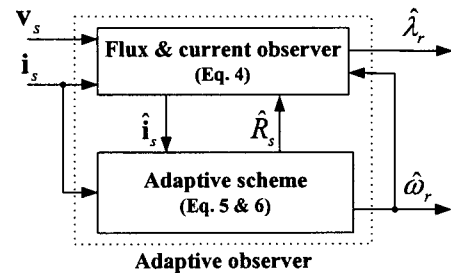 v_s
i_s
Flux & current observer
(Eq. 4)
λ̂_r
î_s
R̂_s
Adaptive scheme
(Eq. 5 & 6)
ω̂_r
Adaptive observer